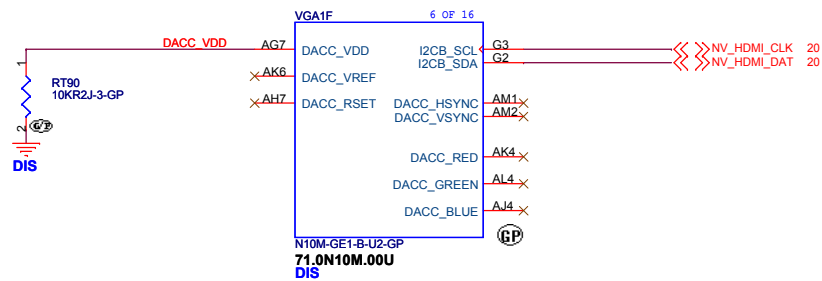 VGA1F 6 OF 16
DACC_VDD AG7 DACC_VDD I2CB_SCL G3 NV_HDMI_CLK 20
I2CB_SDA G2 NV_HDMI_DAT 20
1 AK6 DACC_VREF
RT90
10KR2J-3-GP
AH7 DACC_RSET DACC_HSYNC AM1
DACC_VSYNC AM2
2 G/P
DIS
DACC_RED AK4
DACC_GREEN AL4
DACC_BLUE AJ4
GP
N10M-GE1-B-U2-GP
71.0N10M.00U
DIS